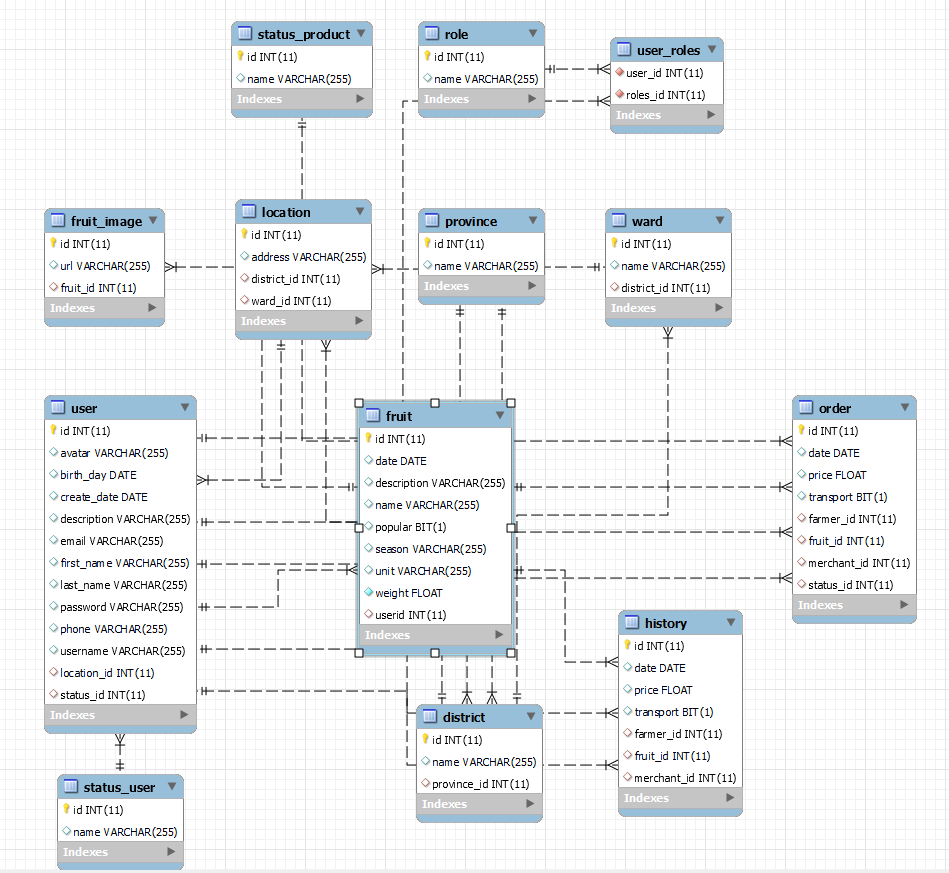 status_product
id INT(11)
name VARCHAR(255)
Indexes
role
id INT(11)
name VARCHAR(255)
Indexes
user_roles
user_id INT(11)
roles_id INT(11)
Indexes
fruit_image
id INT(11)
url VARCHAR(255)
fruit_id INT(11)
Indexes
location
id INT(11)
address VARCHAR(255)
district_id INT(11)
ward_id INT(11)
Indexes
province
id INT(11)
name VARCHAR(255)
Indexes
ward
id INT(11)
name VARCHAR(255)
district_id INT(11)
Indexes
user
id INT(11)
avatar VARCHAR(255)
birth_day DATE
create_date DATE
description VARCHAR(255)
email VARCHAR(255)
first_name VARCHAR(255)
last_name VARCHAR(255)
password VARCHAR(255)
phone VARCHAR(255)
username VARCHAR(255)
location_id INT(11)
status_id INT(11)
Indexes
fruit
id INT(11)
date DATE
description VARCHAR(255)
name VARCHAR(255)
popular BIT(1)
season VARCHAR(255)
unit VARCHAR(255)
weight FLOAT
userid INT(11)
Indexes
order
id INT(11)
date DATE
price FLOAT
transport BIT(1)
farmer_id INT(11)
fruit_id INT(11)
merchant_id INT(11)
status_id INT(11)
Indexes
history
id INT(11)
date DATE
price FLOAT
transport BIT(1)
farmer_id INT(11)
fruit_id INT(11)
merchant_id INT(11)
Indexes
district
id INT(11)
name VARCHAR(255)
province_id INT(11)
Indexes
status_user
id INT(11)
name VARCHAR(255)
Indexes